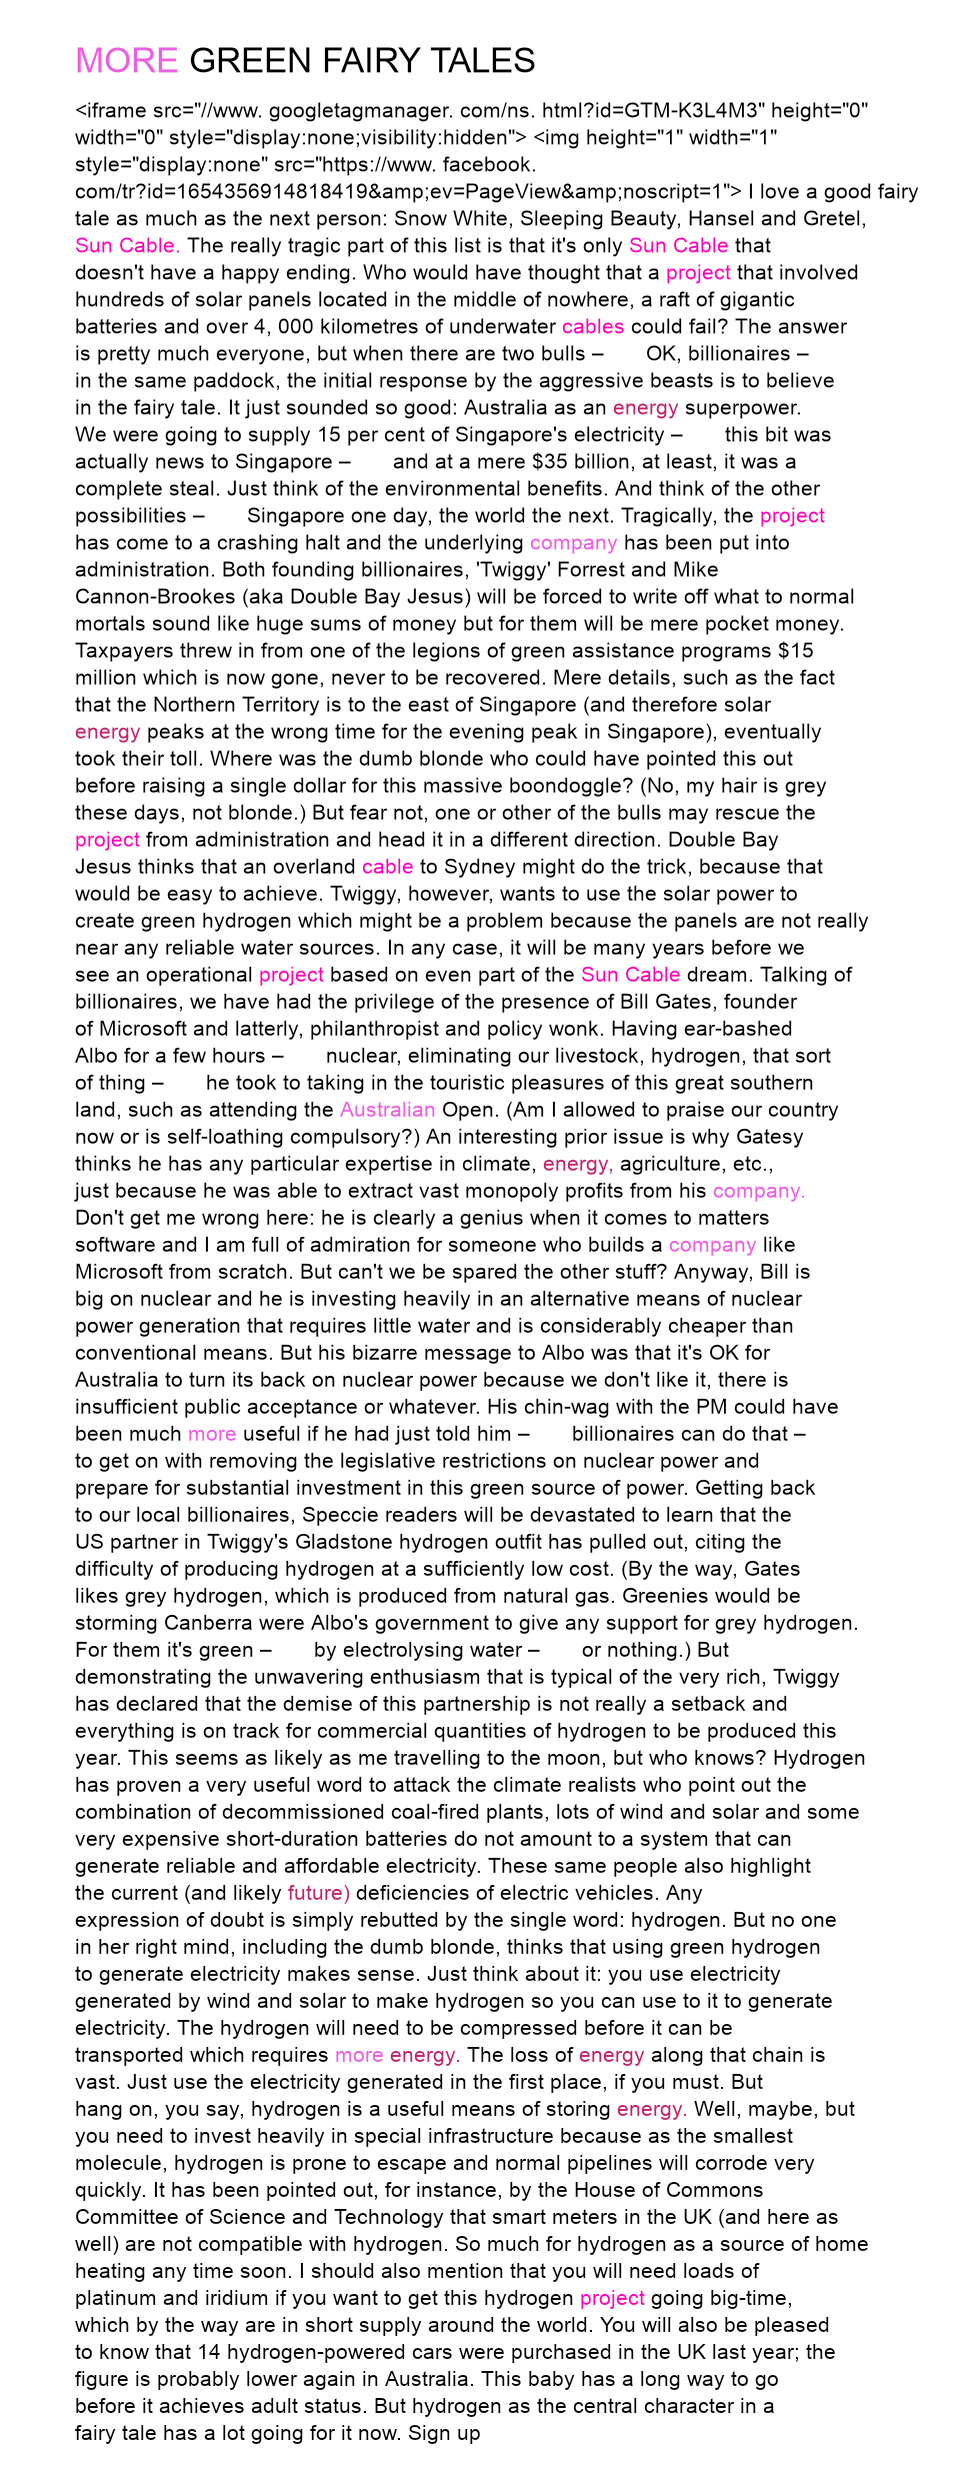 MORE GREEN FAIRY TALES
<iframe src="//www. googletagmanager. com/ns. html?id=GTM-K3L4M3" height="0"
width="0" style="display:none;visibility:hidden"> <img height="1" width="1"
style="display:none" src="https://www. facebook.
com/tr?id=1654356914818419&amp;ev=PageView&amp;noscript=1"> I love a good fairy
tale as much as the next person: Snow White, Sleeping Beauty, Hansel and Gretel,
Sun Cable. The really tragic part of this list is that it's only Sun Cable that
doesn't have a happy ending. Who would have thought that a project that involved
hundreds of solar panels located in the middle of nowhere, a raft of gigantic
batteries and over 4, 000 kilometres of underwater cables could fail? The answer
is pretty much everyone, but when there are two bulls – OK, billionaires –
in the same paddock, the initial response by the aggressive beasts is to believe
in the fairy tale. It just sounded so good: Australia as an energy superpower.
We were going to supply 15 per cent of Singapore's electricity – this bit was
actually news to Singapore – and at a mere $35 billion, at least, it was a
complete steal. Just think of the environmental benefits. And think of the other
possibilities – Singapore one day, the world the next. Tragically, the project
has come to a crashing halt and the underlying company has been put into
administration. Both founding billionaires, 'Twiggy' Forrest and Mike
Cannon-Brookes (aka Double Bay Jesus) will be forced to write off what to normal
mortals sound like huge sums of money but for them will be mere pocket money.
Taxpayers threw in from one of the legions of green assistance programs $15
million which is now gone, never to be recovered. Mere details, such as the fact
that the Northern Territory is to the east of Singapore (and therefore solar
energy peaks at the wrong time for the evening peak in Singapore), eventually
took their toll. Where was the dumb blonde who could have pointed this out
before raising a single dollar for this massive boondoggle? (No, my hair is grey
these days, not blonde.) But fear not, one or other of the bulls may rescue the
project from administration and head it in a different direction. Double Bay
Jesus thinks that an overland cable to Sydney might do the trick, because that
would be easy to achieve. Twiggy, however, wants to use the solar power to
create green hydrogen which might be a problem because the panels are not really
near any reliable water sources. In any case, it will be many years before we
see an operational project based on even part of the Sun Cable dream. Talking of
billionaires, we have had the privilege of the presence of Bill Gates, founder
of Microsoft and latterly, philanthropist and policy wonk. Having ear-bashed
Albo for a few hours – nuclear, eliminating our livestock, hydrogen, that sort
of thing – he took to taking in the touristic pleasures of this great southern
land, such as attending the Australian Open. (Am I allowed to praise our country
now or is self-loathing compulsory?) An interesting prior issue is why Gatesy
thinks he has any particular expertise in climate, energy, agriculture, etc.,
just because he was able to extract vast monopoly profits from his company.
Don't get me wrong here: he is clearly a genius when it comes to matters
software and I am full of admiration for someone who builds a company like
Microsoft from scratch. But can't we be spared the other stuff? Anyway, Bill is
big on nuclear and he is investing heavily in an alternative means of nuclear
power generation that requires little water and is considerably cheaper than
conventional means. But his bizarre message to Albo was that it's OK for
Australia to turn its back on nuclear power because we don't like it, there is
insufficient public acceptance or whatever. His chin-wag with the PM could have
been much more useful if he had just told him – billionaires can do that –
to get on with removing the legislative restrictions on nuclear power and
prepare for substantial investment in this green source of power. Getting back
to our local billionaires, Speccie readers will be devastated to learn that the
US partner in Twiggy's Gladstone hydrogen outfit has pulled out, citing the
difficulty of producing hydrogen at a sufficiently low cost. (By the way, Gates
likes grey hydrogen, which is produced from natural gas. Greenies would be
storming Canberra were Albo's government to give any support for grey hydrogen.
For them it's green – by electrolysing water – or nothing.) But
demonstrating the unwavering enthusiasm that is typical of the very rich, Twiggy
has declared that the demise of this partnership is not really a setback and
everything is on track for commercial quantities of hydrogen to be produced this
year. This seems as likely as me travelling to the moon, but who knows? Hydrogen
has proven a very useful word to attack the climate realists who point out the
combination of decommissioned coal-fired plants, lots of wind and solar and some
very expensive short-duration batteries do not amount to a system that can
generate reliable and affordable electricity. These same people also highlight
the current (and likely future) deficiencies of electric vehicles. Any
expression of doubt is simply rebutted by the single word: hydrogen. But no one
in her right mind, including the dumb blonde, thinks that using green hydrogen
to generate electricity makes sense. Just think about it: you use electricity
generated by wind and solar to make hydrogen so you can use to it to generate
electricity. The hydrogen will need to be compressed before it can be
transported which requires more energy. The loss of energy along that chain is
vast. Just use the electricity generated in the first place, if you must. But
hang on, you say, hydrogen is a useful means of storing energy. Well, maybe, but
you need to invest heavily in special infrastructure because as the smallest
molecule, hydrogen is prone to escape and normal pipelines will corrode very
quickly. It has been pointed out, for instance, by the House of Commons
Committee of Science and Technology that smart meters in the UK (and here as
well) are not compatible with hydrogen. So much for hydrogen as a source of home
heating any time soon. I should also mention that you will need loads of
platinum and iridium if you want to get this hydrogen project going big-time,
which by the way are in short supply around the world. You will also be pleased
to know that 14 hydrogen-powered cars were purchased in the UK last year; the
figure is probably lower again in Australia. This baby has a long way to go
before it achieves adult status. But hydrogen as the central character in a
fairy tale has a lot going for it now. Sign up